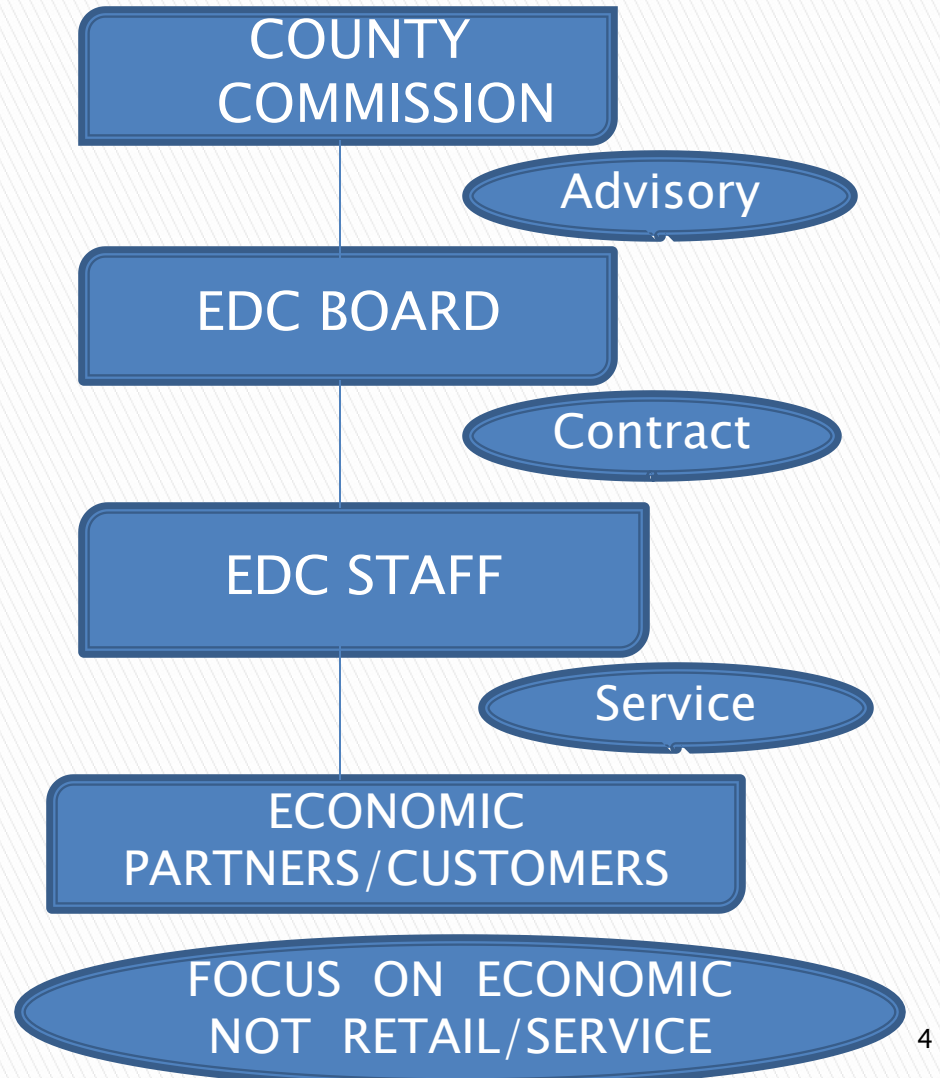 COUNTY
COMMISSION
Advisory
EDC BOARD
Contract
EDC STAFF
Service
ECONOMIC
PARTNERS/CUSTOMERS
FOCUS ON ECONOMIC
NOT RETAIL/SERVICE
4